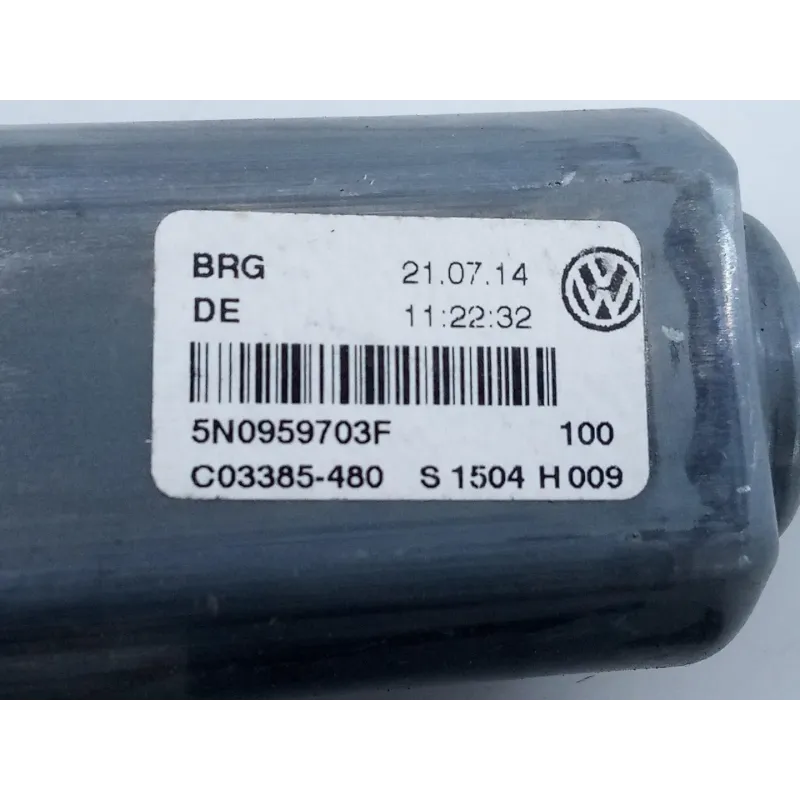 BRG 21.07.14
DE 11:22:32
5N0959703F 100
C03385-480 S 1504 H 009